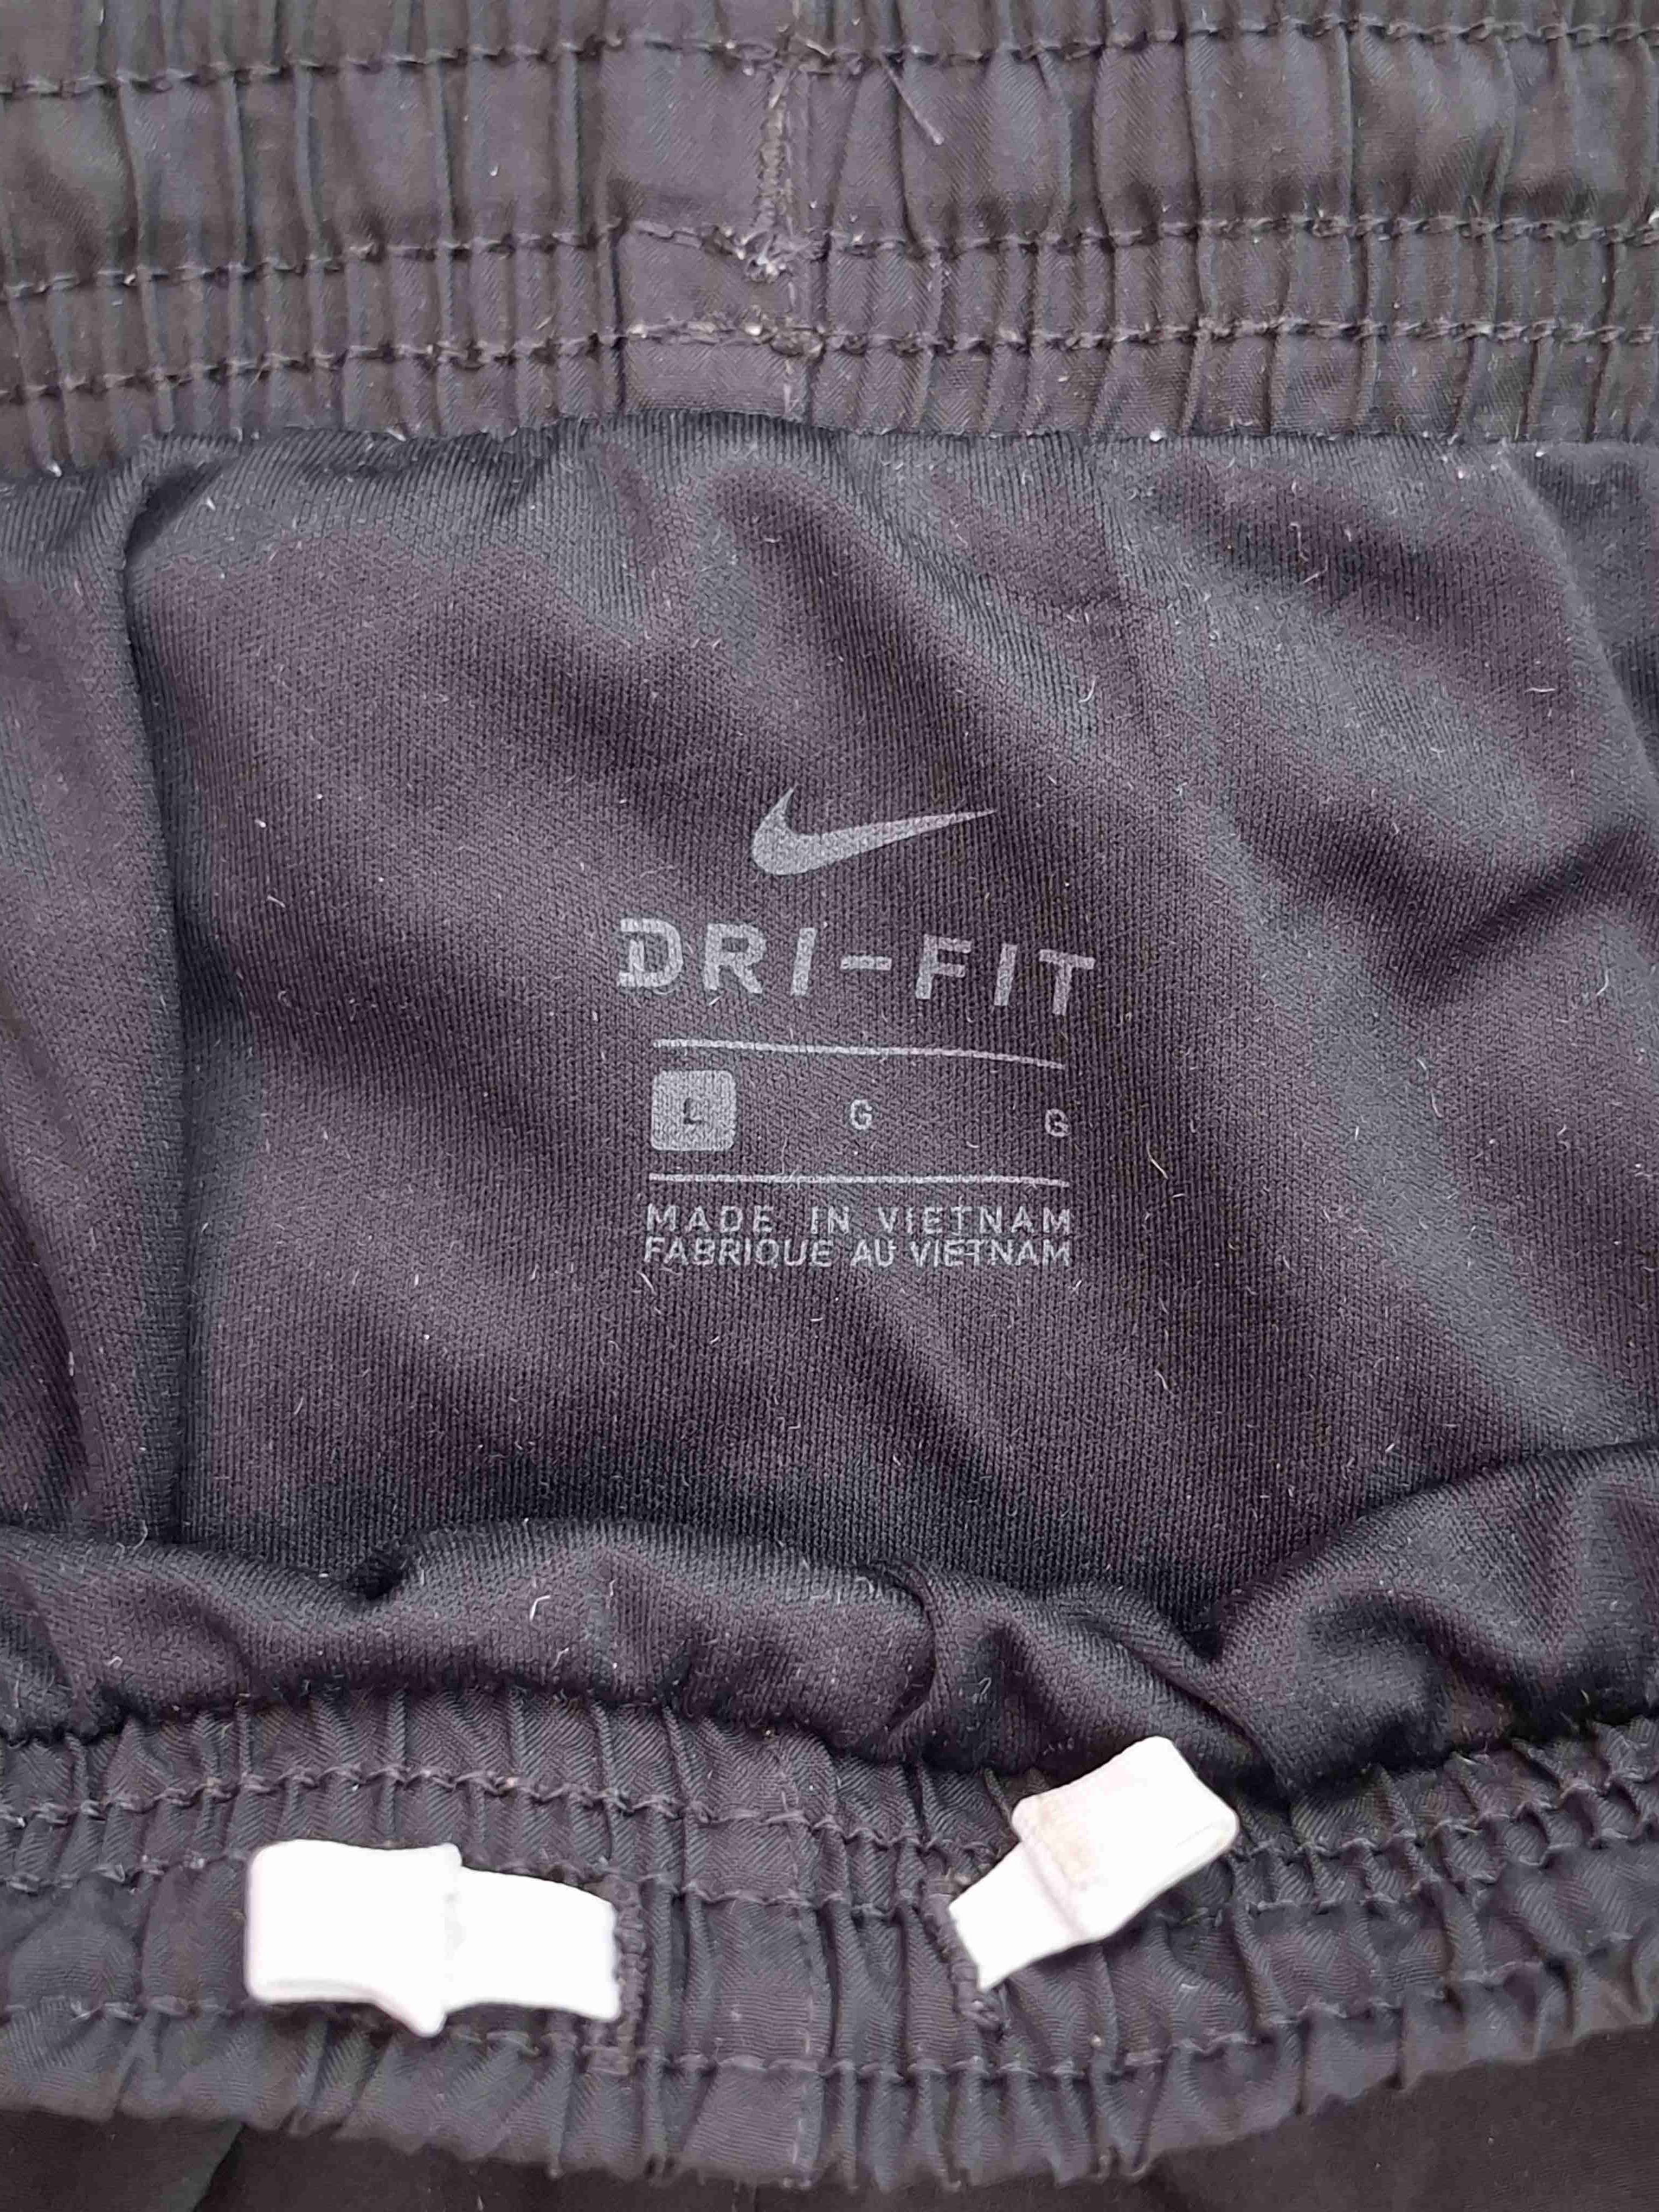 DRI-FIT
L G G
MADE IN VIETNAM
FABRIQUE AU VIETNAM